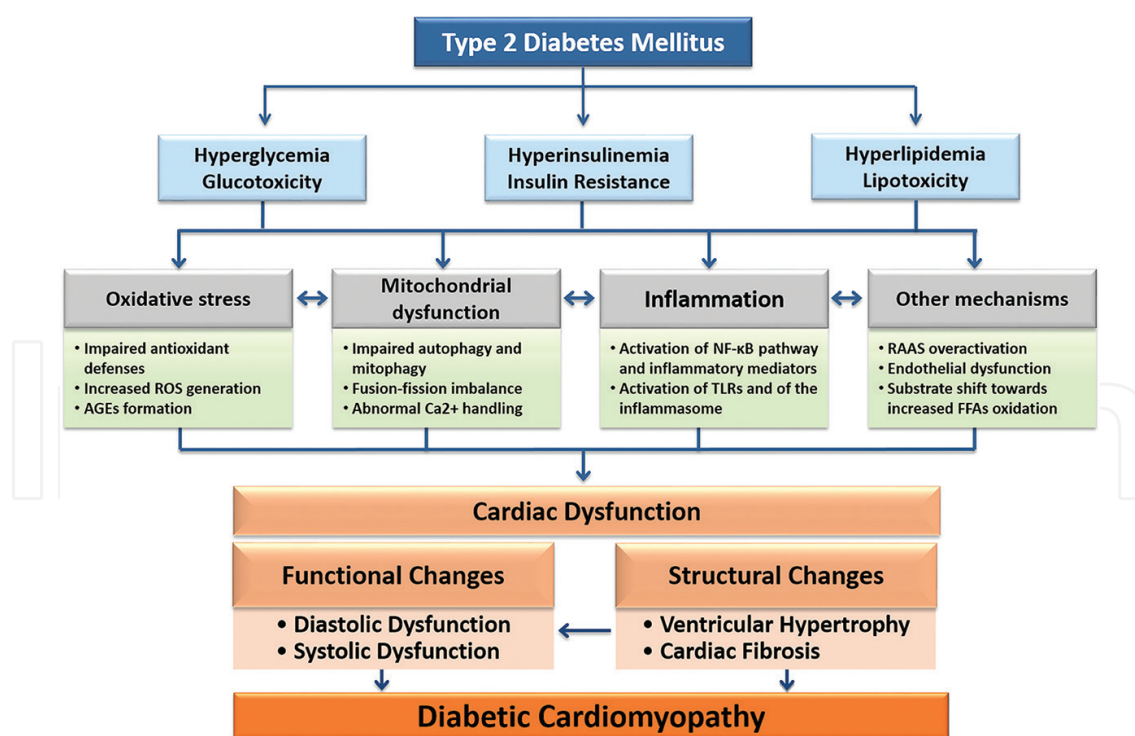 Type 2 Diabetes Mellitus
Hyperglycemia
Glucotoxicity
Hyperinsulinemia
Insulin Resistance
Hyperlipidemia
Lipotoxicity
Oxidative stress
• Impaired antioxidant
defenses
• Increased ROS generation
• AGEs formation
Mitochondrial
dysfunction
• Impaired autophagy and
mitophagy
• Fusion-fission imbalance
• Abnormal Ca2+ handling
Inflammation
• Activation of NF-κB pathway
and inflammatory mediators
• Activation of TLRs and of the
inflammasome
Other mechanisms
• RAAS overactivation
• Endothelial dysfunction
• Substrate shift towards
increased FFAs oxidation
Cardiac Dysfunction
Functional Changes
• Diastolic Dysfunction
• Systolic Dysfunction
Structural Changes
• Ventricular Hypertrophy
• Cardiac Fibrosis
Diabetic Cardiomyopathy